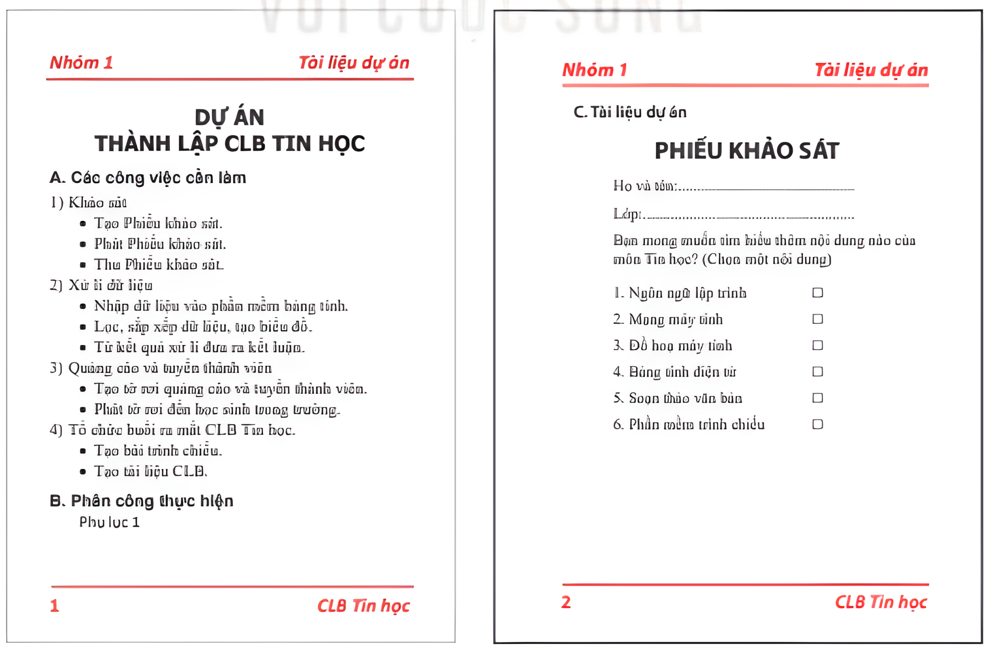 VỚI CUỘC SỐNG
Nhóm 1 Tài liệu dự án
DỰ ÁN
THÀNH LẬP CLB TIN HỌC
A. Các công việc cần làm
1) Khảo sát
• Tạo Phiếu khảo sát.
• Phát Phiếu khảo sát.
• Thu Phiếu khảo sát.
2) Xử lí dữ liệu
• Nhập dữ liệu vào phần mềm bảng tính.
• Lọc, sắp xếp dữ liệu, tạo biểu đồ.
• Từ kết quả xử lí đưa ra kết luận.
3) Quảng cáo và tuyển thành viên
• Tạo tờ rơi quảng cáo và tuyển thành viên.
• Phát tờ rơi đến học sinh trong trường.
4) Tổ chức buổi ra mắt CLB Tin học.
• Tạo bài trình chiếu.
• Tạo tài liệu CLB.
B. Phân công thực hiện
Phụ lục 1
1 CLB Tin học
Nhóm 1 Tài liệu dự án
C. Tài liệu dự án
PHIẾU KHẢO SÁT
Họ và tên:....................
Lớp:....................
Bạn mong muốn tìm hiểu thêm nội dung nào của
môn Tin học? (Chọn một nội dung)
1. Ngôn ngữ lập trình □
2. Mạng máy tính □
3. Đồ hoạ máy tính □
4. Bảng tính điện tử □
5. Soạn thảo văn bản □
6. Phần mềm trình chiếu □
2 CLB Tin học